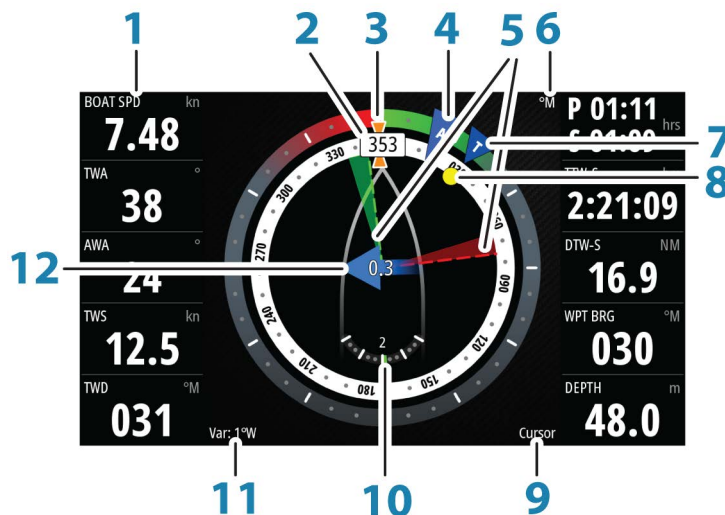 1 2 3 4 5 6
BOAT SPD kn
7.48
TWA °
38
AWA °
24
TWS kn
12.5
TWD °M
031
353
330
300
270
240
210
180
150
120
090
A
T
0.3
2
°M
P 01:11 hrs
2:21:09
DTW-S NM
16.9
WPT BRG °M
030
DEPTH m
48.0
7
8
12
Var: 1°W
Cursor
11 10 9